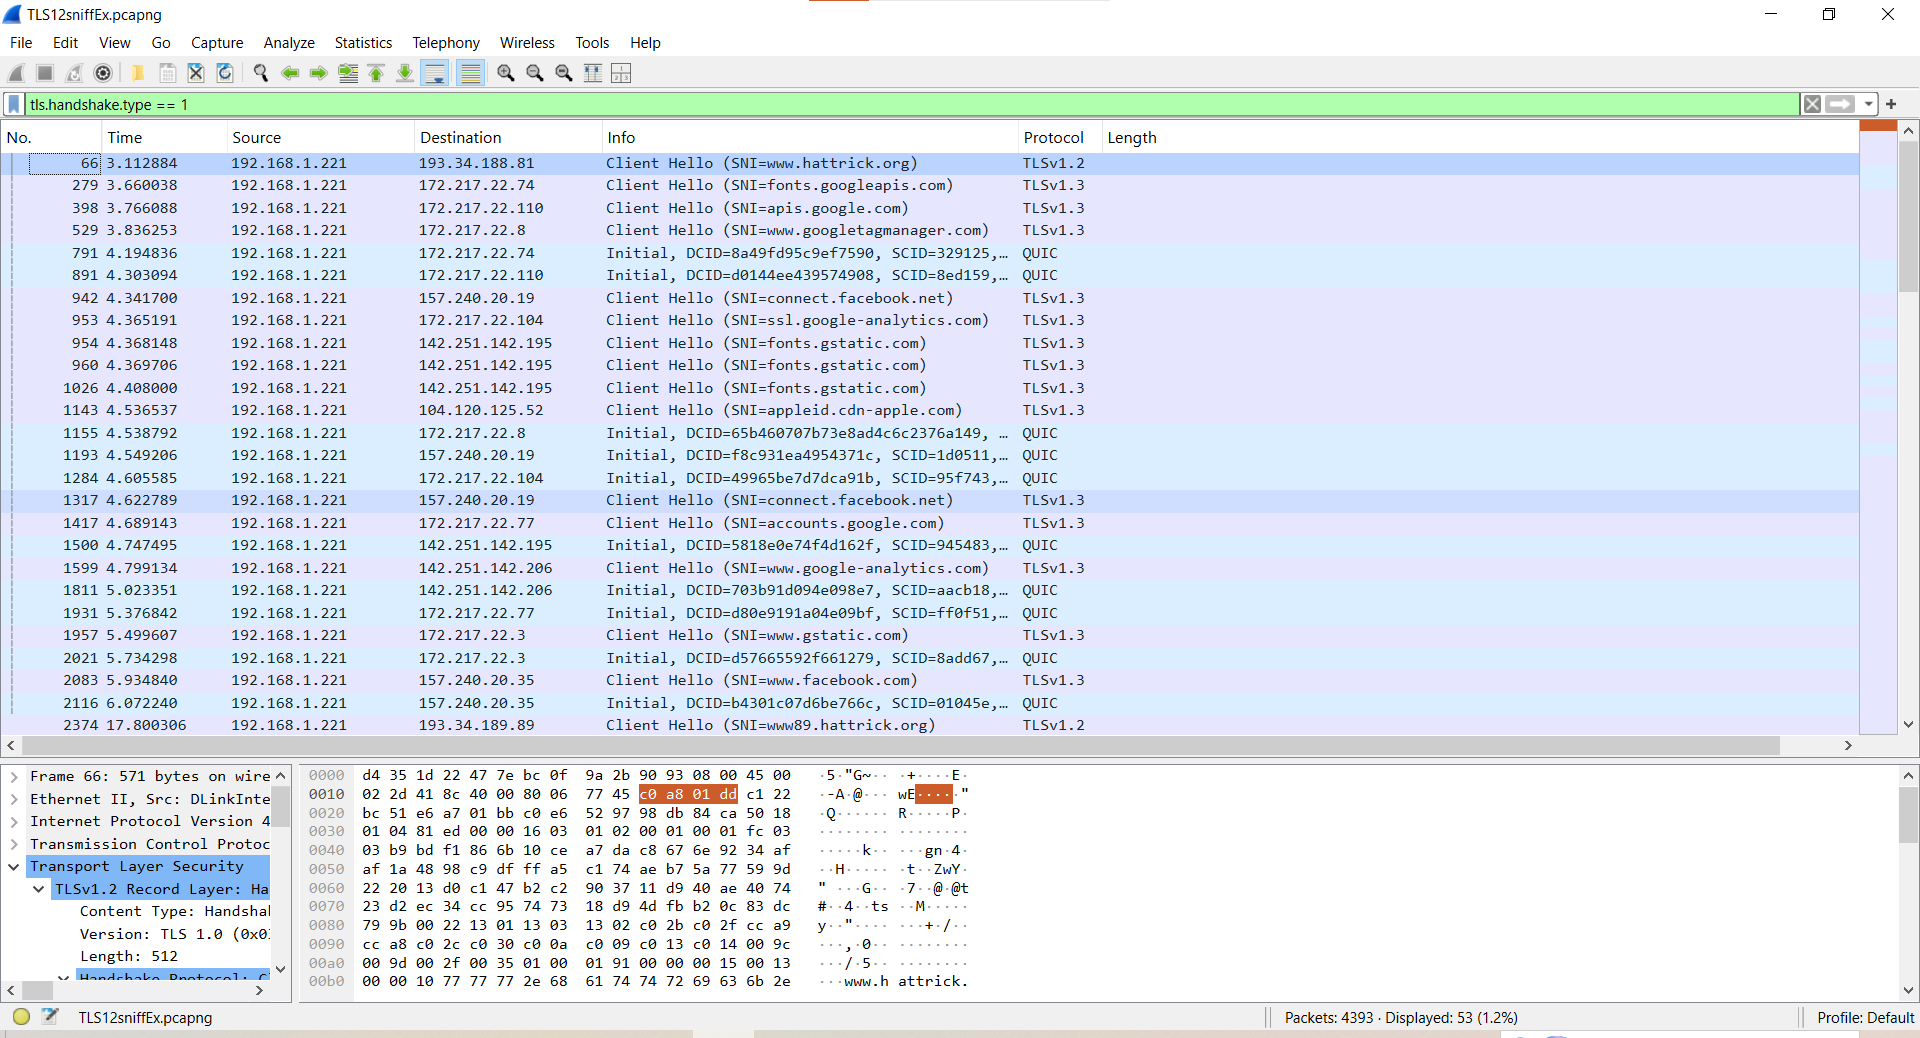 TLS12sniffEx.pcapng
File Edit View Go Capture Analyze Statistics Telephony Wireless Tools Help
tls.handshake.type == 1
No. Time Source Destination Info Protocol Length
66 3.112884 192.168.1.221 193.34.188.81 Client Hello (SNI=www.hattrick.org) TLSv1.2
279 3.660038 192.168.1.221 172.217.22.74 Client Hello (SNI=fonts.googleapis.com) TLSv1.3
398 3.766088 192.168.1.221 172.217.22.110 Client Hello (SNI=apis.google.com) TLSv1.3
529 3.836253 192.168.1.221 172.217.22.8 Client Hello (SNI=www.googletagmanager.com) TLSv1.3
791 4.194836 192.168.1.221 172.217.22.74 Initial, DCID=8a49fd95c9ef7590, SCID=329125,… QUIC
891 4.303094 192.168.1.221 172.217.22.110 Initial, DCID=d0144ee439574908, SCID=8ed159,… QUIC
942 4.341700 192.168.1.221 157.240.20.19 Client Hello (SNI=connect.facebook.net) TLSv1.3
953 4.365191 192.168.1.221 172.217.22.104 Client Hello (SNI=ssl.google-analytics.com) TLSv1.3
954 4.368148 192.168.1.221 142.251.142.195 Client Hello (SNI=fonts.gstatic.com) TLSv1.3
960 4.369706 192.168.1.221 142.251.142.195 Client Hello (SNI=fonts.gstatic.com) TLSv1.3
1026 4.408000 192.168.1.221 142.251.142.195 Client Hello (SNI=fonts.gstatic.com) TLSv1.3
1143 4.536537 192.168.1.221 104.120.125.52 Client Hello (SNI=appleid.cdn-apple.com) TLSv1.3
1155 4.538792 192.168.1.221 172.217.22.8 Initial, DCID=65b460707b73e8ad4c6c2376a149, … QUIC
1193 4.549206 192.168.1.221 157.240.20.19 Initial, DCID=f8c931ea4954371c, SCID=1d0511,… QUIC
1284 4.605585 192.168.1.221 172.217.22.104 Initial, DCID=49965be7d7dca91b, SCID=95f743,… QUIC
1317 4.622789 192.168.1.221 157.240.20.19 Client Hello (SNI=connect.facebook.net) TLSv1.3
1417 4.689143 192.168.1.221 172.217.22.77 Client Hello (SNI=accounts.google.com) TLSv1.3
1500 4.747495 192.168.1.221 142.251.142.195 Initial, DCID=5818e0e74f4d162f, SCID=945483,… QUIC
1599 4.799134 192.168.1.221 142.251.142.206 Client Hello (SNI=www.google-analytics.com) TLSv1.3
1811 5.023351 192.168.1.221 142.251.142.206 Initial, DCID=703b91d094e098e7, SCID=aacb18,… QUIC
1931 5.376842 192.168.1.221 172.217.22.77 Initial, DCID=d80e9191a04e09bf, SCID=ff0f51,… QUIC
1957 5.499607 192.168.1.221 172.217.22.3 Client Hello (SNI=www.gstatic.com) TLSv1.3
2021 5.734298 192.168.1.221 172.217.22.3 Initial, DCID=d57665592f661279, SCID=8add67,… QUIC
2083 5.934840 192.168.1.221 157.240.20.35 Client Hello (SNI=www.facebook.com) TLSv1.3
2116 6.072240 192.168.1.221 157.240.20.35 Initial, DCID=b4301c07d6be766c, SCID=01045e,… QUIC
2374 17.800306 192.168.1.221 193.34.189.89 Client Hello (SNI=www89.hattrick.org) TLSv1.2
Frame 66: 571 bytes on wire
Ethernet II, Src: DLinkInte
Internet Protocol Version 4
Transmission Control Protoc
Transport Layer Security
TLSv1.2 Record Layer: Ha
Content Type: Handshak
Version: TLS 1.0 (0x0
Length: 512
Handshake Protocol: C
0000 d4 35 1d 22 47 7e bc 0f 9a 2b 90 93 08 00 45 00 ·5·"G~·· ·+····E·
0010 02 2d 41 8c 40 00 80 06 77 45 c0 a8 01 dd c1 22 ·-A·@··· wE·····"
0020 bc 51 e6 a7 01 bb c0 e6 52 97 98 db 84 ca 50 18 ·Q······ R·····P·
0030 01 04 81 ed 00 00 16 03 01 02 00 01 00 01 fc 03 ········ ········
0040 03 b9 bd f1 86 6b 10 ce a7 da c8 67 6e 92 34 af ·····k·· ···gn·4·
0050 af 1a 48 98 c9 df ff a5 c1 74 ae b7 5a 77 59 9d ··H····· ·t··ZwY·
0060 22 20 13 d0 c1 47 b2 c2 90 37 11 d9 40 ae 40 74 " ···G·· ·7··@·@t
0070 23 d2 ec 34 cc 95 74 73 18 d9 4d fb b2 0c 83 dc #··4··ts ··M·····
0080 79 9b 00 22 13 01 13 03 13 02 c0 2b c0 2f cc a9 y··"···· ···+·/··
0090 cc a8 c0 2c c0 30 c0 0a c0 09 c0 13 c0 14 00 9c ···,·0·· ········
00a0 00 9d 00 2f 00 35 01 00 01 91 00 00 00 15 00 13 ···/·5·· ········
00b0 00 00 10 77 77 77 2e 68 61 74 74 72 69 63 6b 2e ···www.h attrick.
TLS12sniffEx.pcapng
Packets: 4393 · Displayed: 53 (1.2%)
Profile: Default